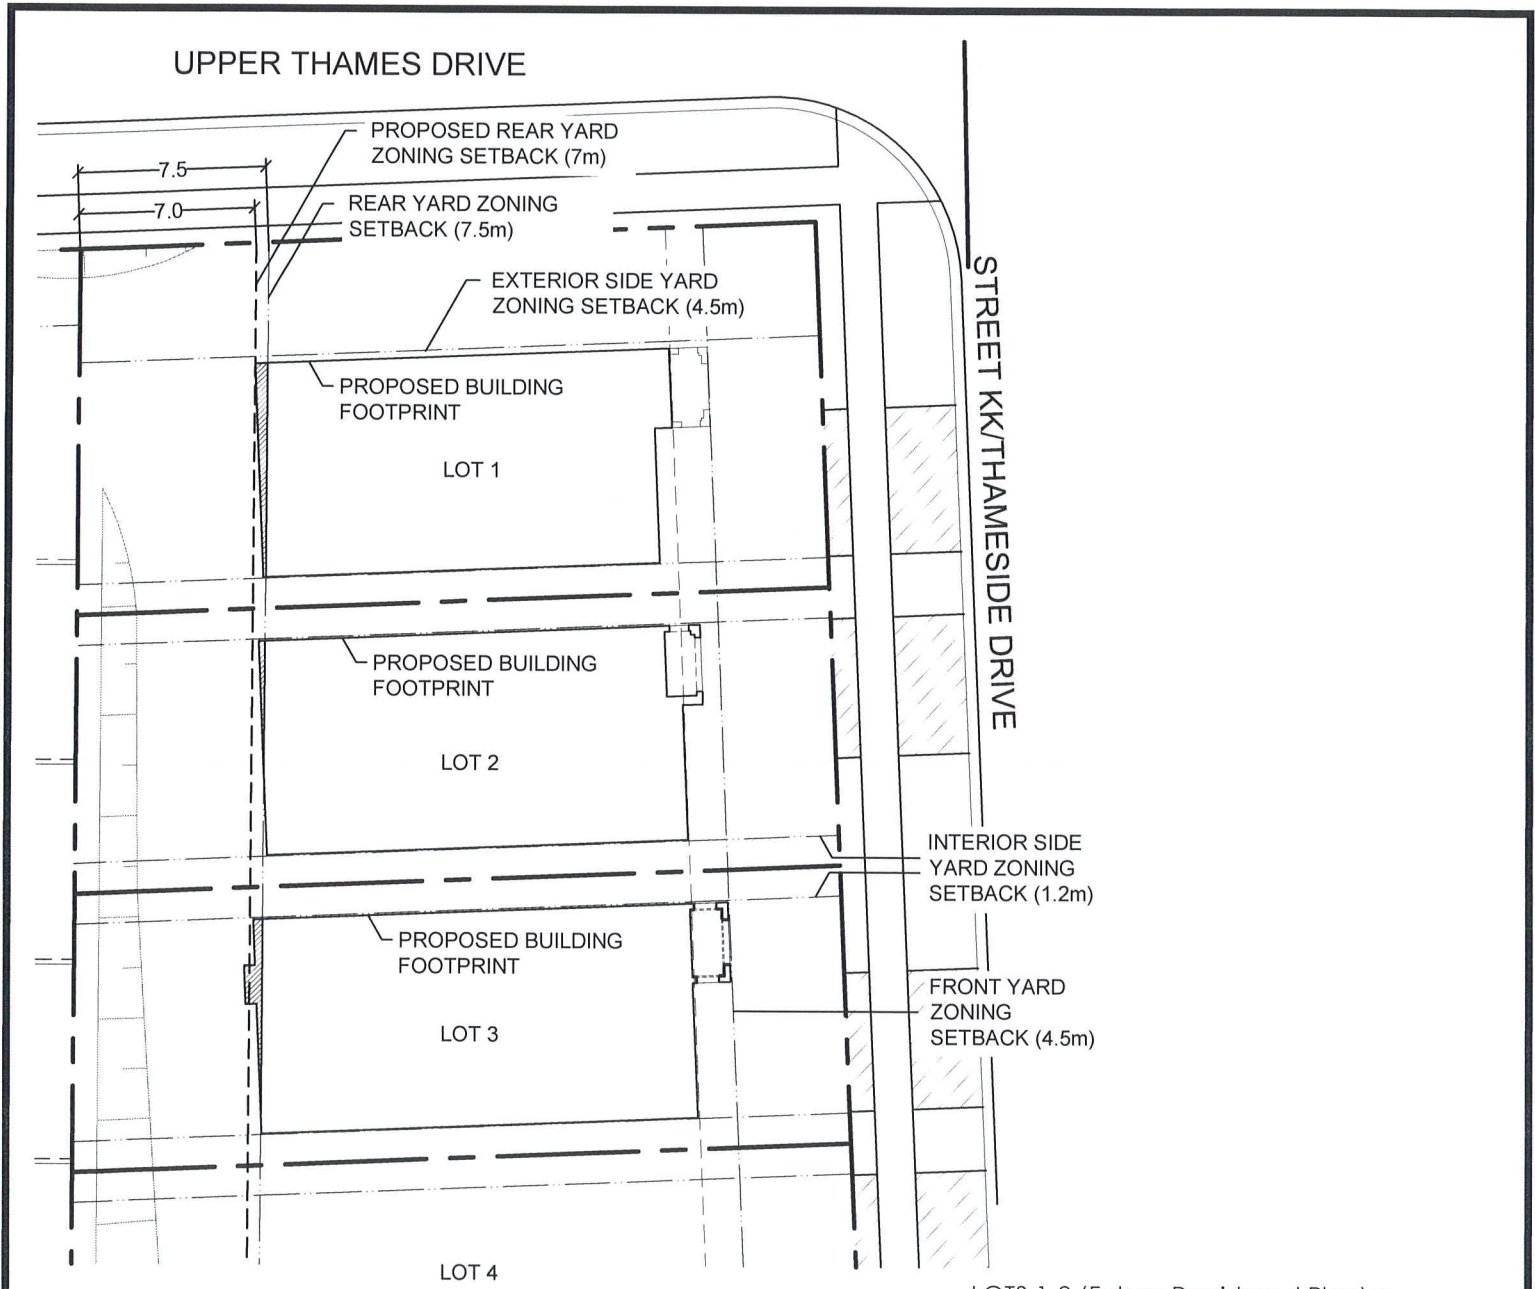 UPPER THAMES DRIVE
PROPOSED REAR YARD
ZONING SETBACK (7m)
7.5
REAR YARD ZONING
SETBACK (7.5m)
7.0
EXTERIOR SIDE YARD
ZONING SETBACK (4.5m)
STREET KK/THAMESIDE DRIVE
PROPOSED BUILDING
FOOTPRINT
LOT 1
PROPOSED BUILDING
FOOTPRINT
LOT 2
INTERIOR SIDE
YARD ZONING
SETBACK (1.2m)
PROPOSED BUILDING
FOOTPRINT
FRONT YARD
ZONING
SETBACK (4.5m)
LOT 3
LOT 4